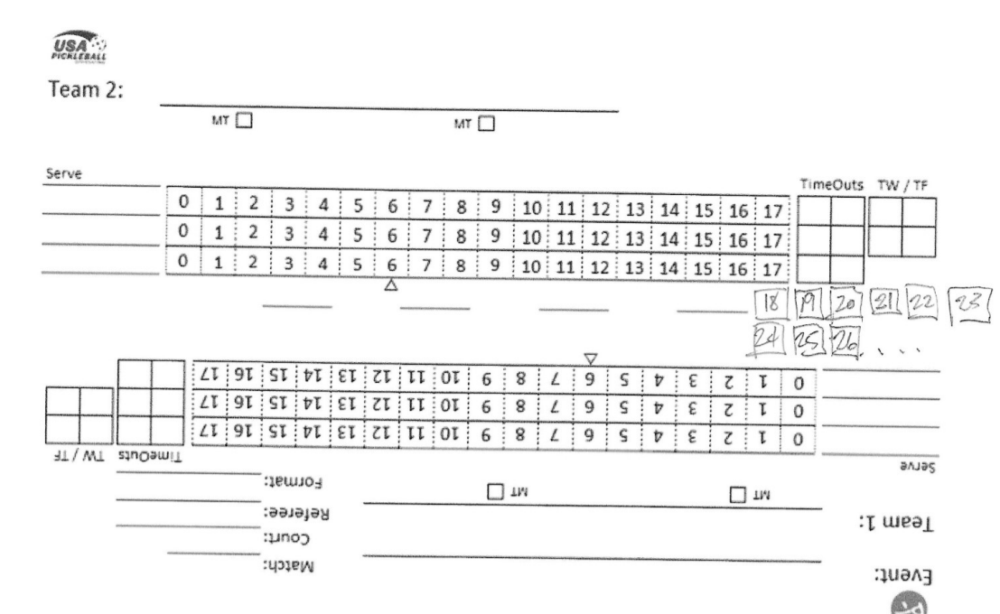 USA
PICKLEBALL
Team 2:
MT MT
Serve
TimeOuts TW / TF
0 1 2 3 4 5 6 7 8 9 10 11 12 13 14 15 16 17
0 1 2 3 4 5 6 7 8 9 10 11 12 13 14 15 16 17
0 1 2 3 4 5 6 7 8 9 10 11 12 13 14 15 16 17
18 19 20 21 22 23
24 25 26 . . .
Event:
Match:
Court:
Team 1:
Referee:
MT MT
Format:
Serve
TimeOuts TW / TF
0 1 2 3 4 5 6 7 8 9 10 11 12 13 14 15 16 17
0 1 2 3 4 5 6 7 8 9 10 11 12 13 14 15 16 17
0 1 2 3 4 5 6 7 8 9 10 11 12 13 14 15 16 17